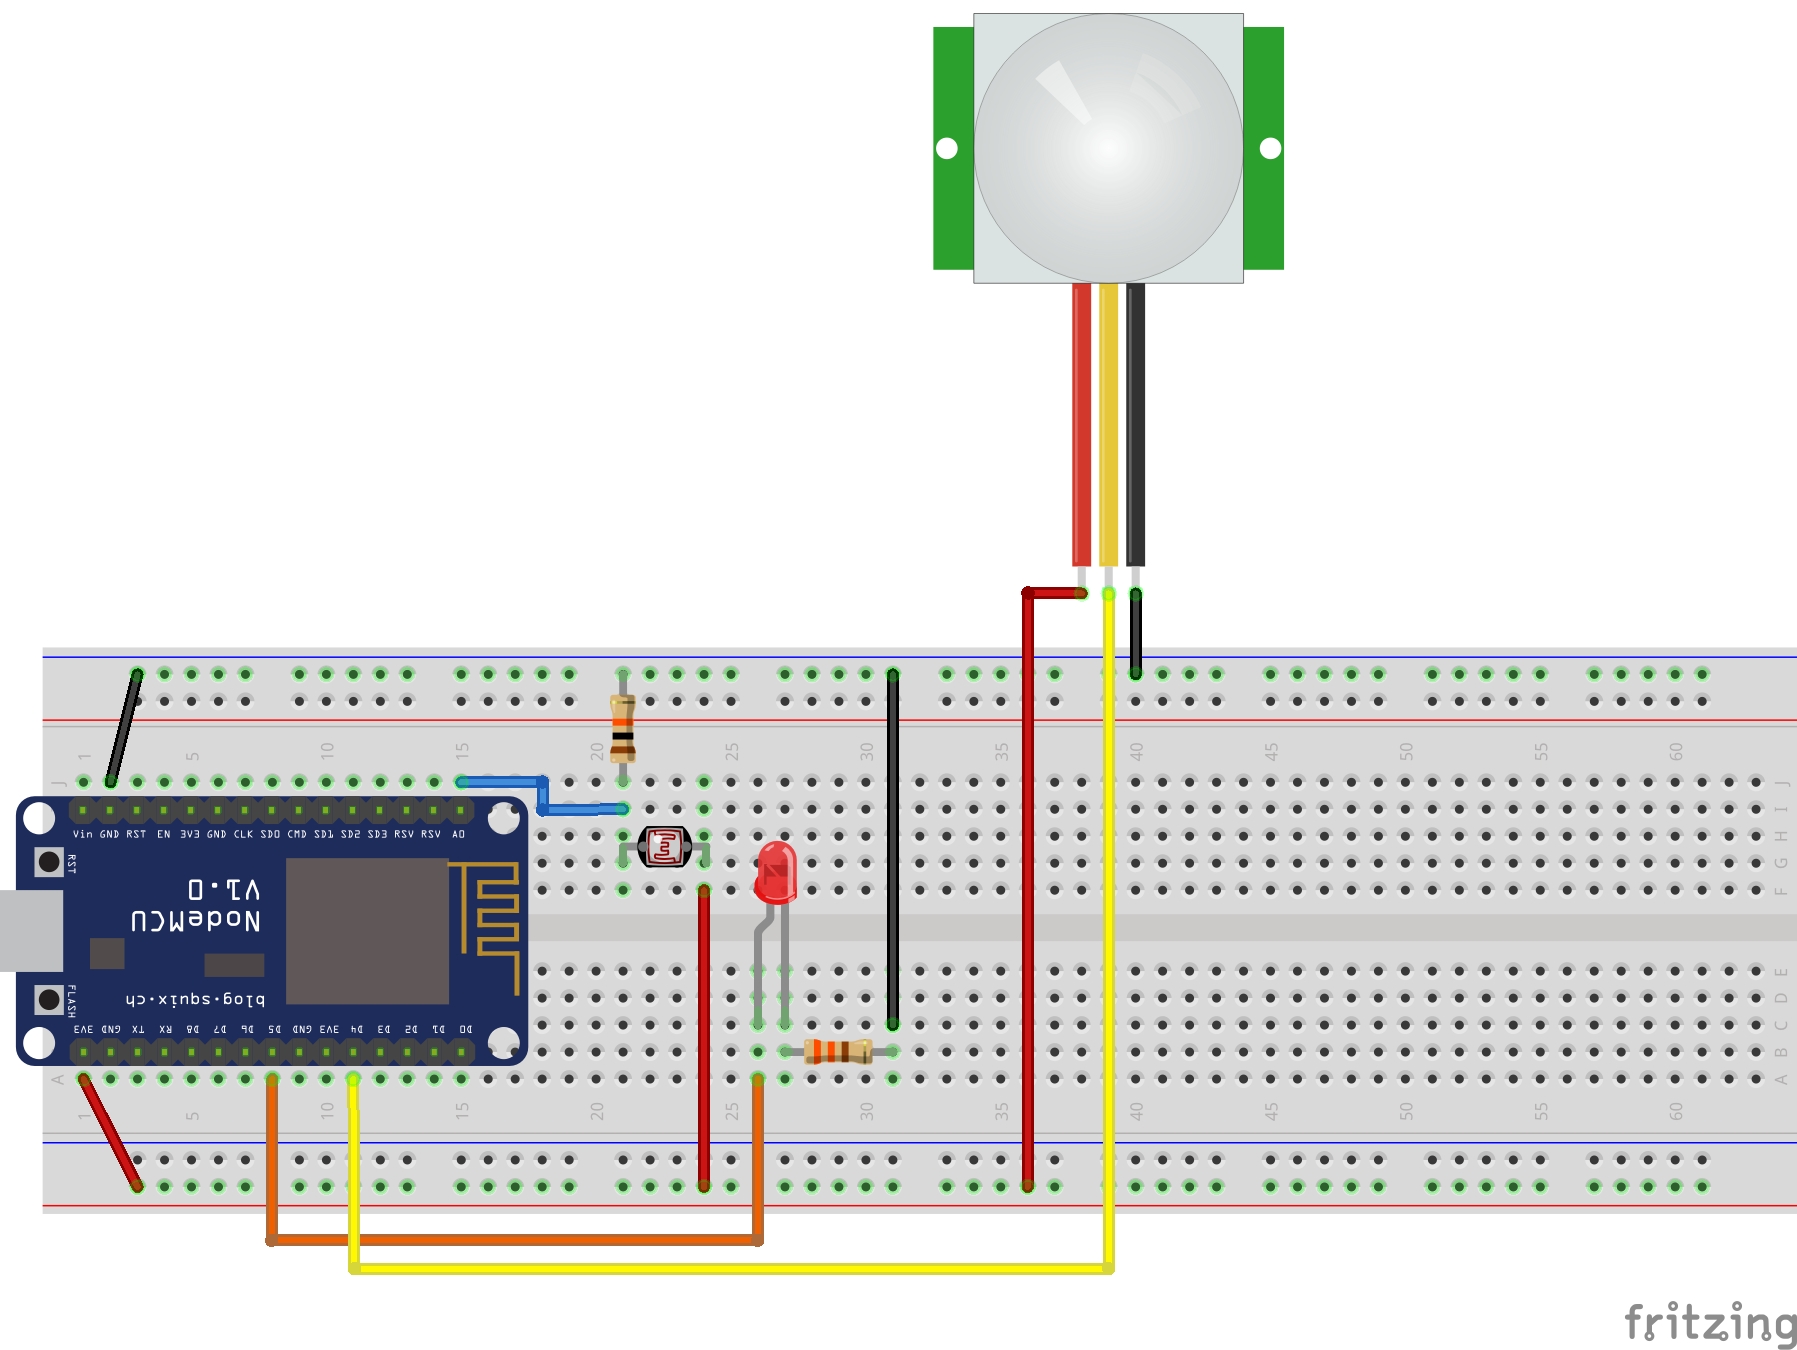 1 5 10 15 20 25 30 35 40 45 50 55 60
J J
I
Vin GND RST EN 3V3 GND CLK SD0 CMD SD1 SD2 SD3 RSV RSV A0
H
G
F
RST
V1.0
NodeMCU
blog.squix.ch
FLASH
E
D
C
3V3 GND TX RX D8 D7 D6 D5 GND 3V3 D4 D3 D2 D1 D0
B
A A
1 5 10 15 20 25 30 35 40 45 50 55 60
fritzing